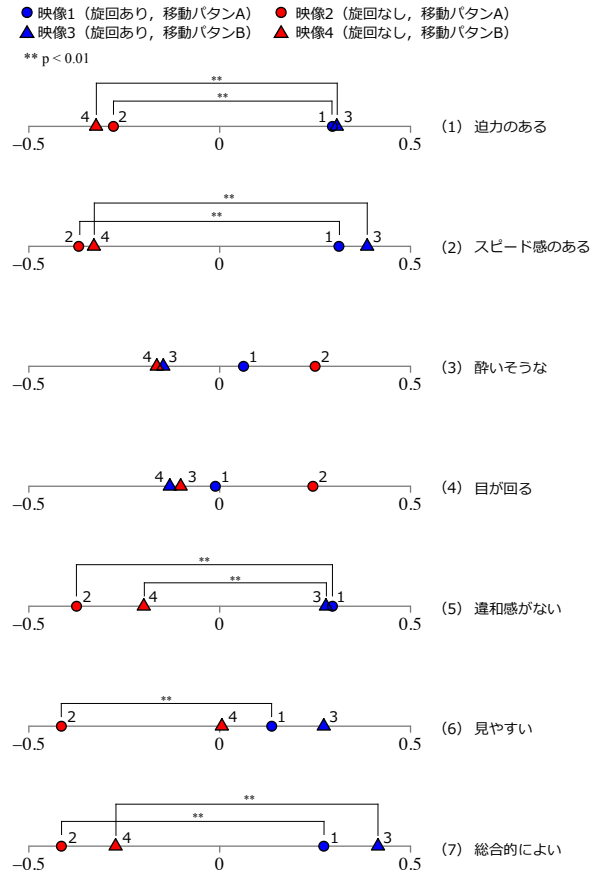 映像1（旋回あり，移動パタンA） 映像2（旋回なし，移動パタンA）
映像3（旋回あり，移動パタンB） 映像4（旋回なし，移動パタンB）
** p < 0.01
**
**
4 2 1 3
−0.5 0 0.5 （1） 迫力のある
**
**
2 4 1 3
−0.5 0 0.5 （2） スピード感のある
4 3 1 2
−0.5 0 0.5 （3） 酔いそうな
4 3 1 2
−0.5 0 0.5 （4） 目が回る
**
**
2 4 3 1
−0.5 0 0.5 （5） 違和感がない
**
2 4 1 3
−0.5 0 0.5 （6） 見やすい
**
**
2 4 1 3
−0.5 0 0.5 （7） 総合的によい